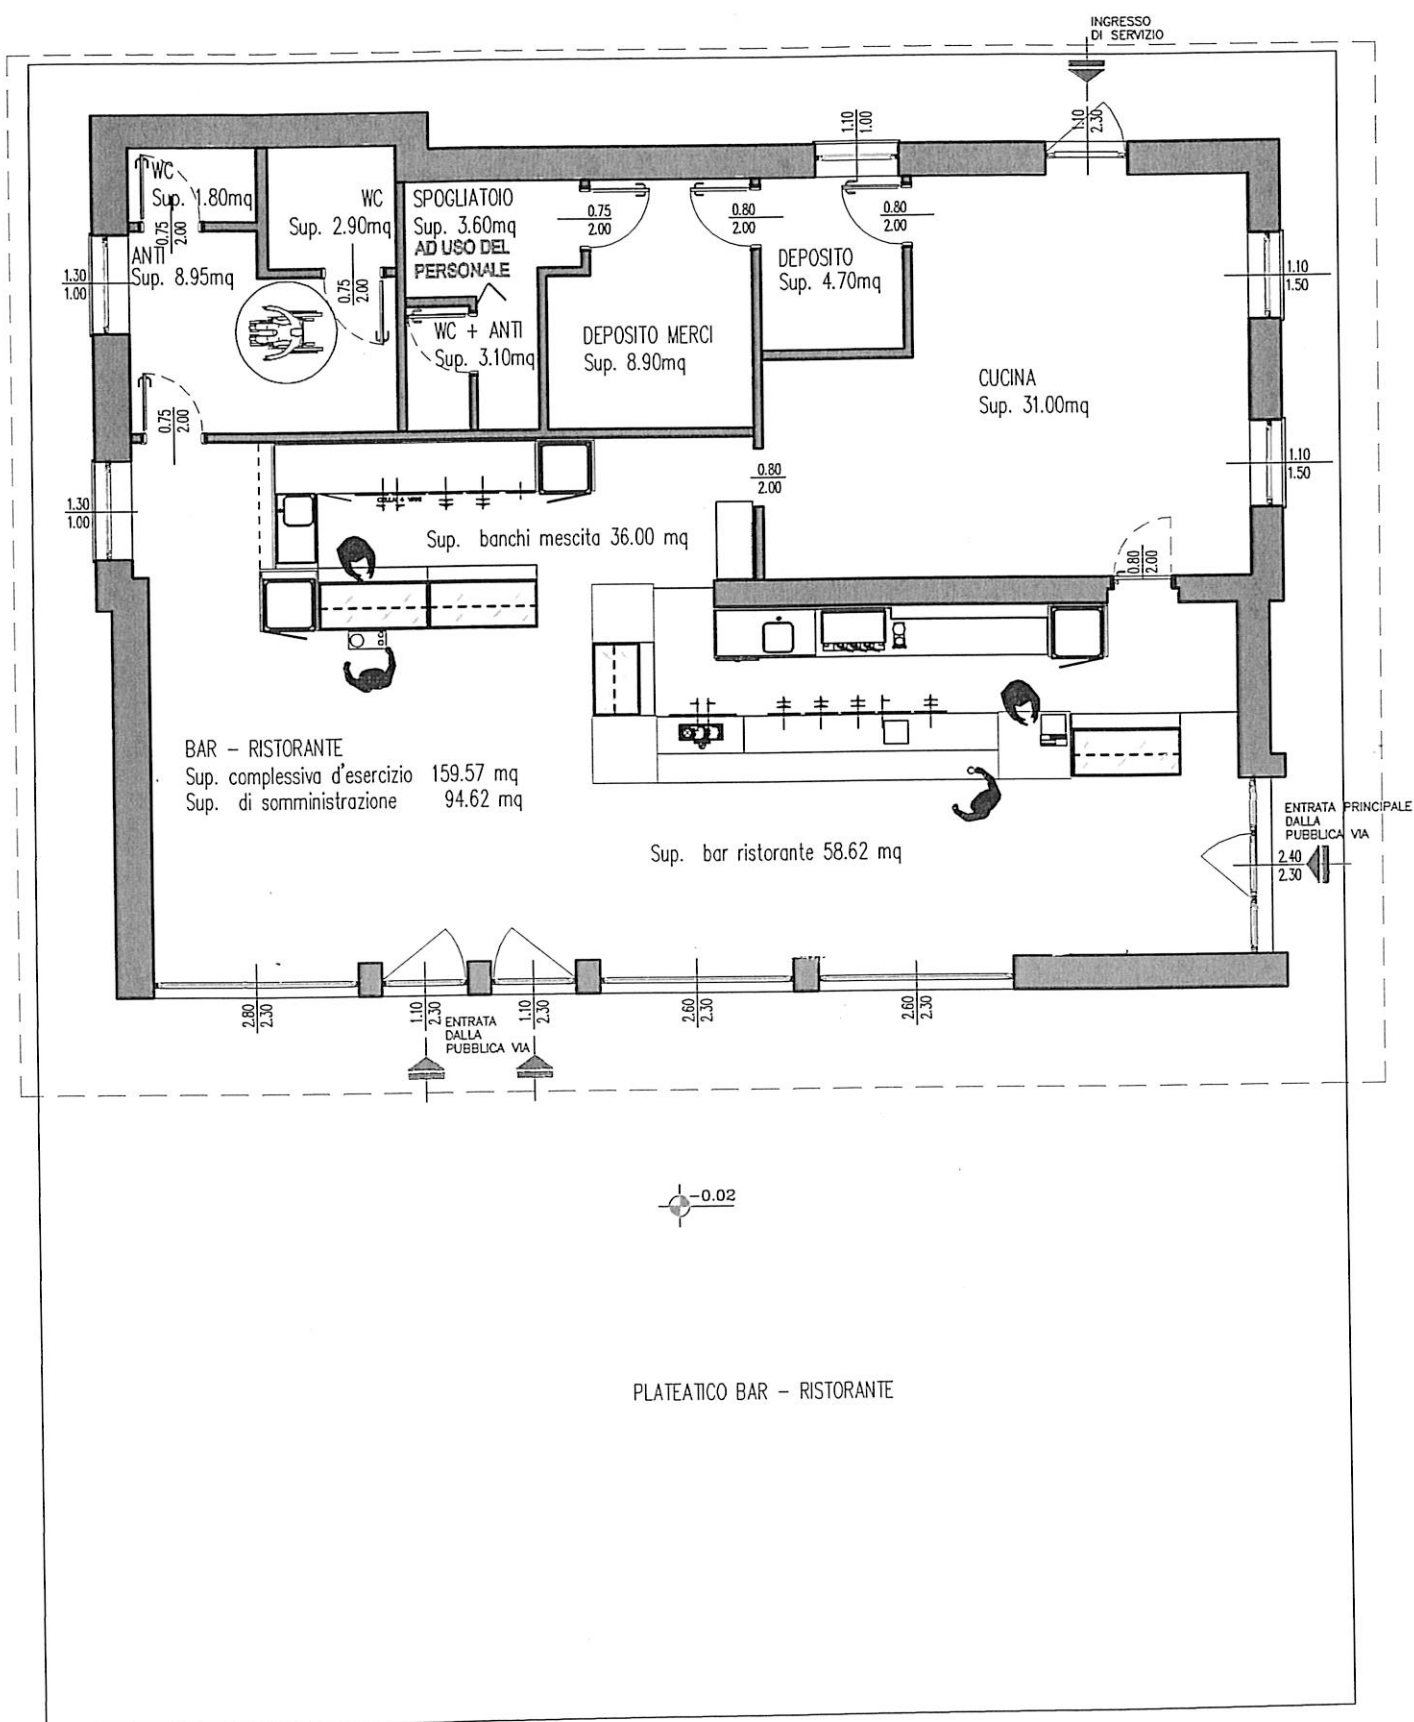 INGRESSO
DI SERVIZIO
1.10
1.00
1.10
2.30
WC
Sup. 1.80mq
0.75
2.00
WC
Sup. 2.90mq
0.75
2.00
SPOGLIATOIO
Sup. 3.60mq
AD USO DEL
PERSONALE
0.75
2.00
0.80
2.00
0.80
2.00
ANTI
Sup. 8.95mq
1.30
1.00
DEPOSITO
Sup. 4.70mq
1.10
1.50
WC + ANTI
Sup. 3.10mq
DEPOSITO MERCI
Sup. 8.90mq
CUCINA
Sup. 31.00mq
0.75
2.00
0.80
2.00
1.10
1.50
1.30
1.00
Sup. banchi mescita 36.00 mq
0.80
2.00
BAR – RISTORANTE
Sup. complessiva d'esercizio 159.57 mq
Sup. di somministrazione 94.62 mq
Sup. bar ristorante 58.62 mq
ENTRATA PRINCIPALE
DALLA
PUBBLICA VIA
2.40
2.30
2.80
2.30
1.10
2.30
ENTRATA
DALLA
PUBBLICA VIA
1.10
2.30
2.60
2.30
2.60
2.30
-0.02
PLATEATICO BAR – RISTORANTE